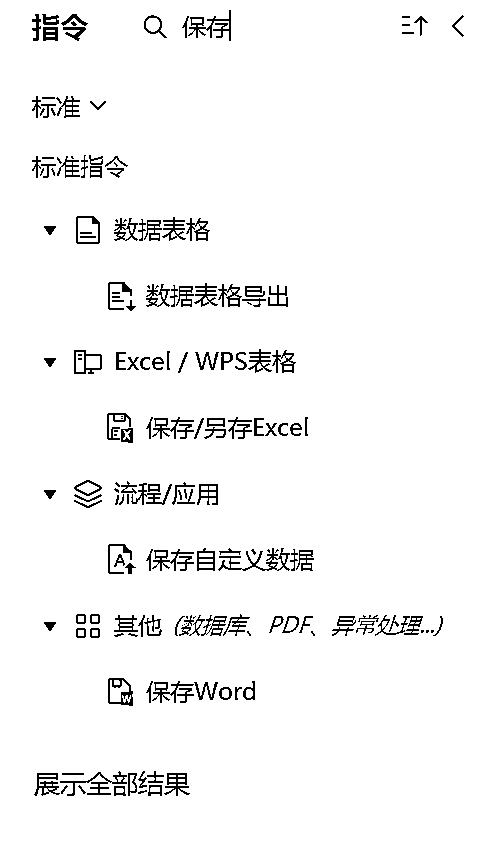 指令 保存
标准
标准指令
数据表格
数据表格导出
Excel / WPS表格
保存/另存Excel
流程/应用
保存自定义数据
其他 (数据库、PDF、异常处理...)
保存Word
展示全部结果